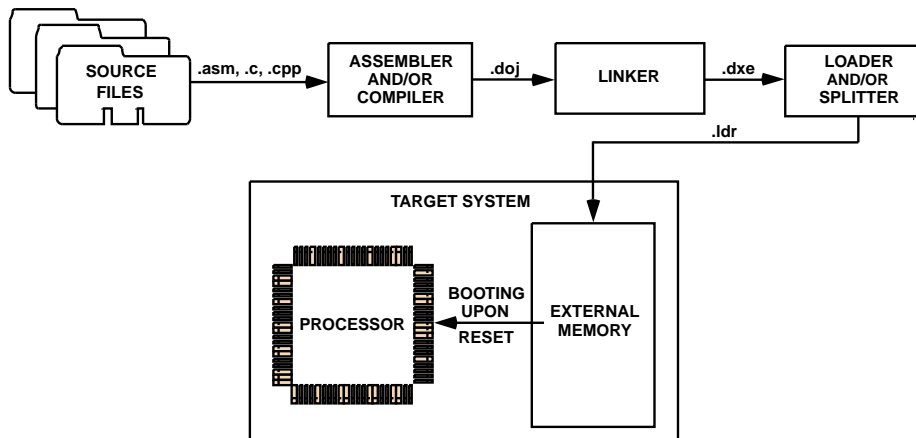 SOURCE
FILES
.asm, .c, .cpp
ASSEMBLER
AND/OR
COMPILER
.doj
LINKER
.dxe
LOADER
AND/OR
SPLITTER
.ldr
TARGET SYSTEM
PROCESSOR
BOOTING
UPON
RESET
EXTERNAL
MEMORY